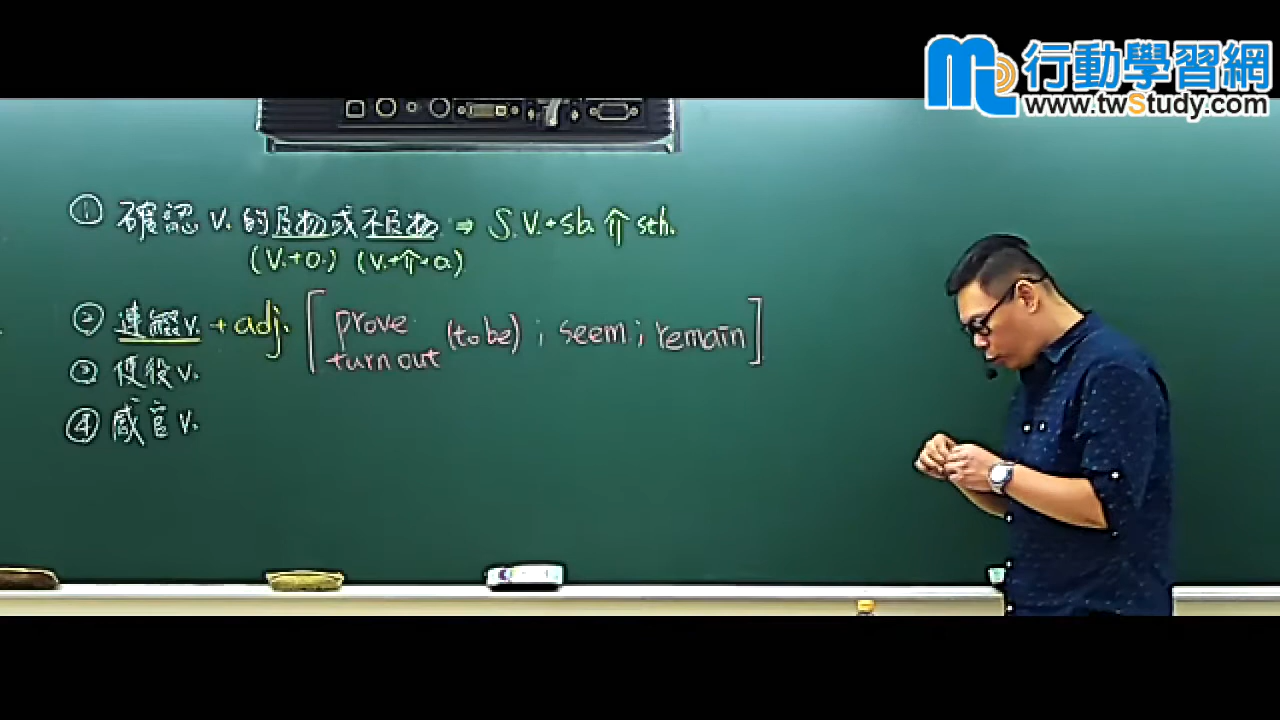 行動學習網
www.twStudy.com
① 確認 V. 的及物或不及物 ⇒ S. V. + sb. 介 sth.
(V.+O.) (V.+介+O.)
② 連綴V. + adj. [prove (to be) ; seem ; remain]
turn out
③ 使役 V.
④ 感官 V.